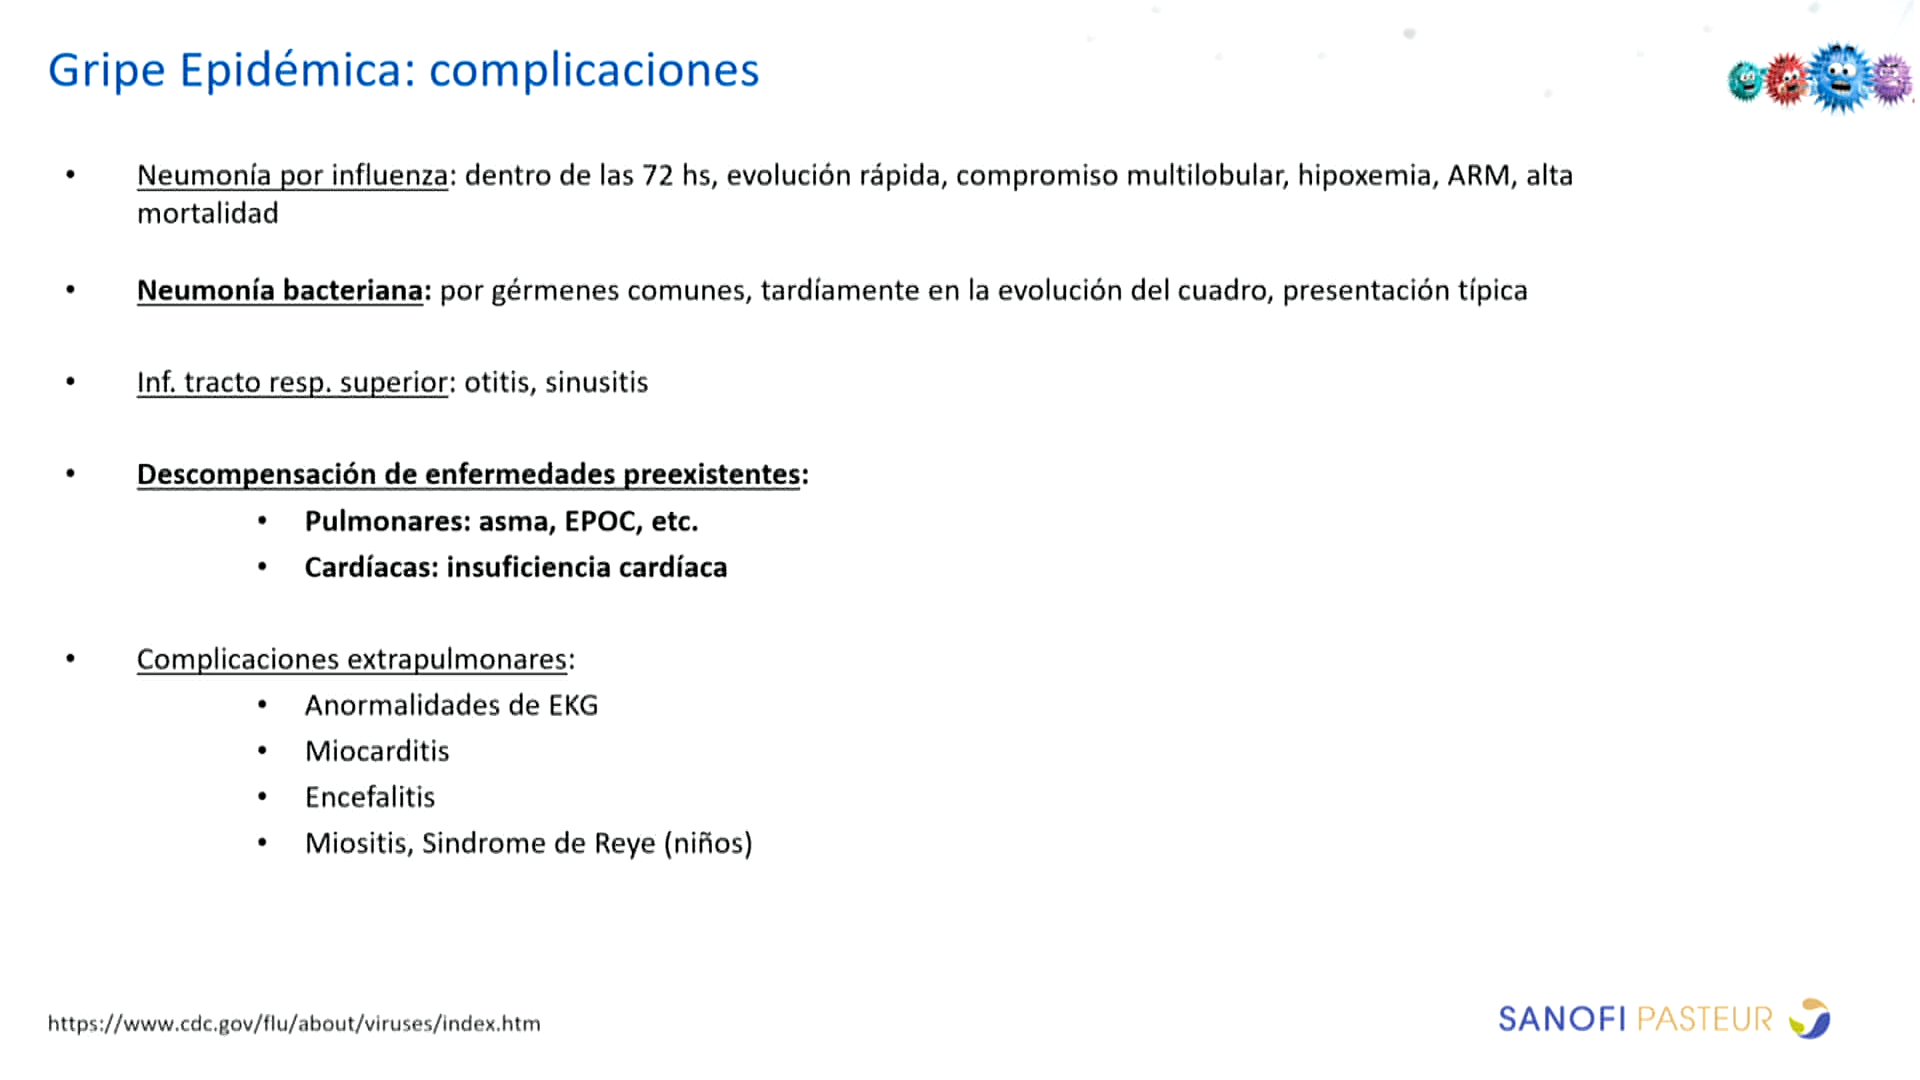 Gripe Epidémica: complicaciones
• Neumonía por influenza: dentro de las 72 hs, evolución rápida, compromiso multilobular, hipoxemia, ARM, alta
mortalidad
• Neumonía bacteriana: por gérmenes comunes, tardíamente en la evolución del cuadro, presentación típica
• Inf. tracto resp. superior: otitis, sinusitis
• Descompensación de enfermedades preexistentes:
• Pulmonares: asma, EPOC, etc.
• Cardíacas: insuficiencia cardíaca
• Complicaciones extrapulmonares:
• Anormalidades de EKG
• Miocarditis
• Encefalitis
• Miositis, Sindrome de Reye (niños)
https://www.cdc.gov/flu/about/viruses/index.htm
SANOFI PASTEUR